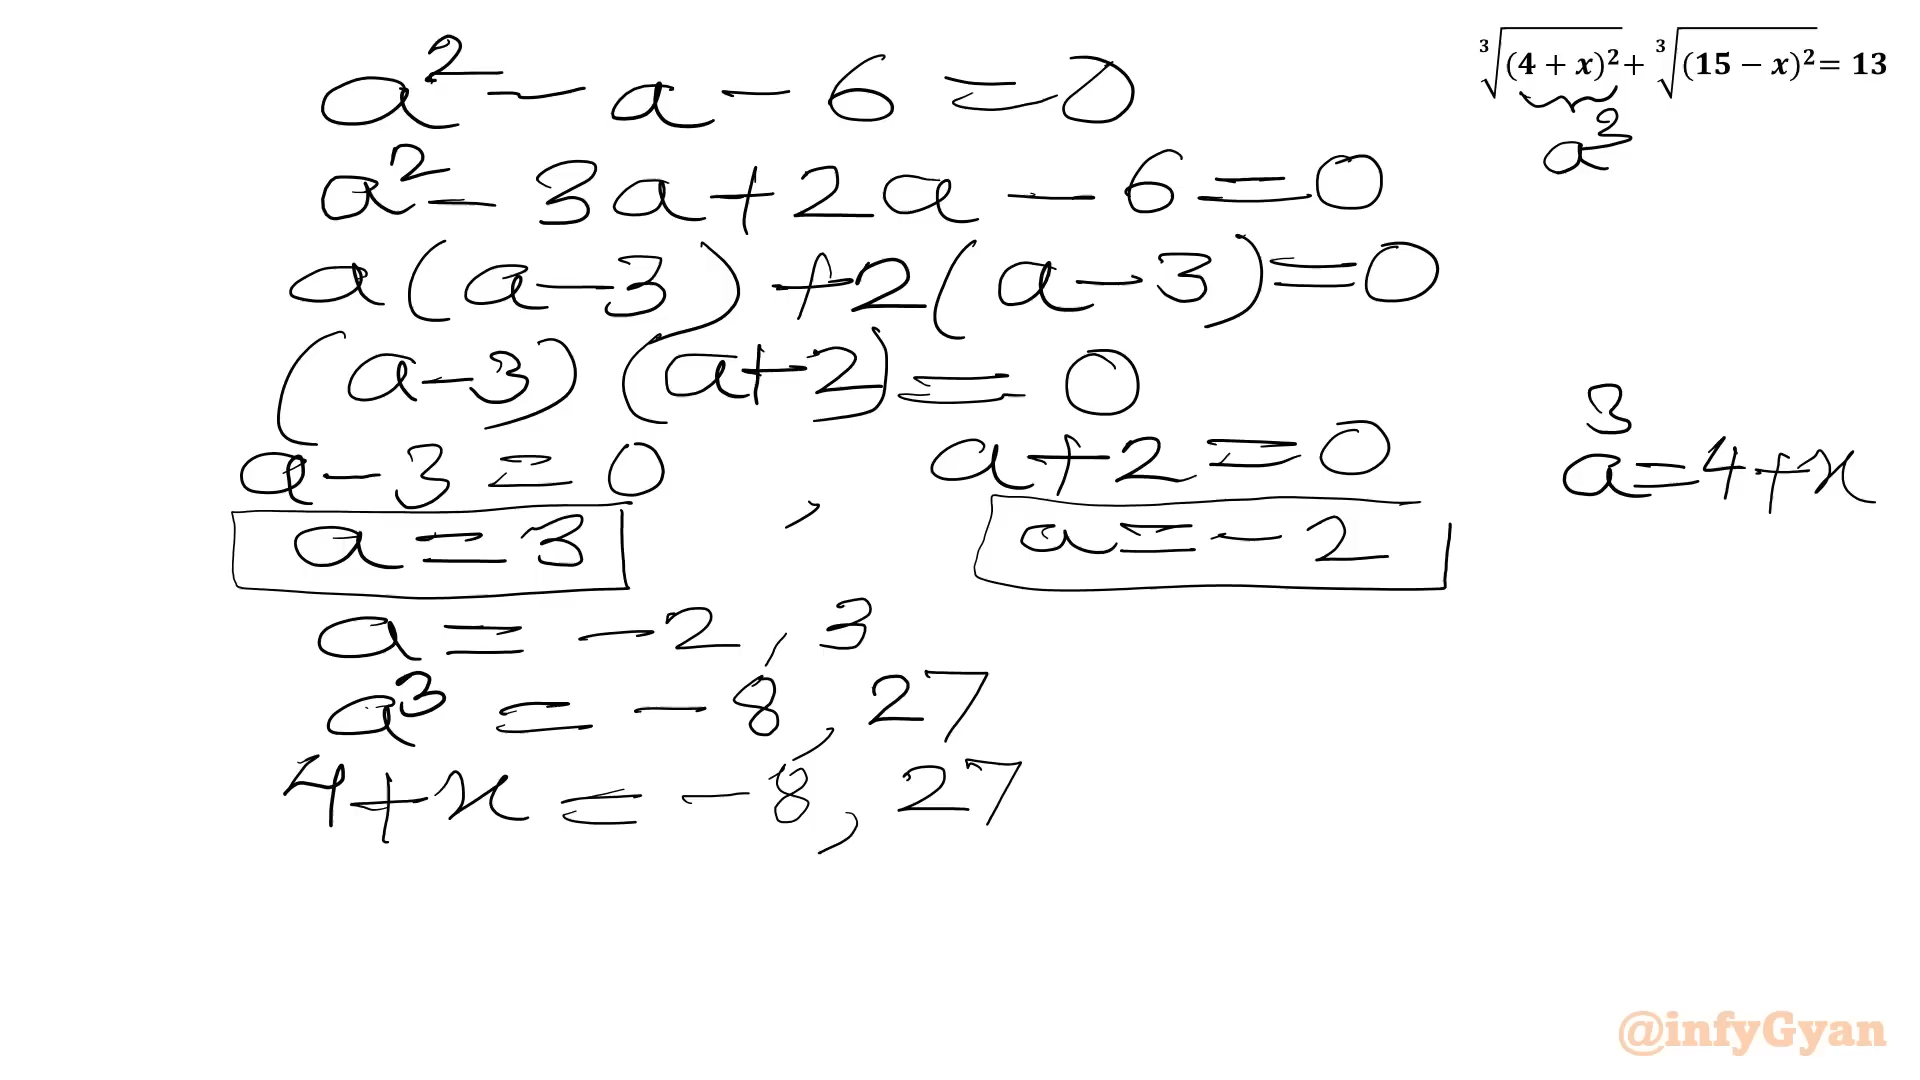 ∛(4 + x)² + ∛(15 − x)² = 13
a²
a² − a − 6 = 0
a² − 3a + 2a − 6 = 0
a(a − 3) + 2(a − 3) = 0
(a − 3)(a + 2) = 0
a − 3 = 0 , a + 2 = 0
a = 3 a = −2
a³ = 4 + x
a = −2, 3
a³ = −8, 27
4 + x = −8, 27
@infyGyan